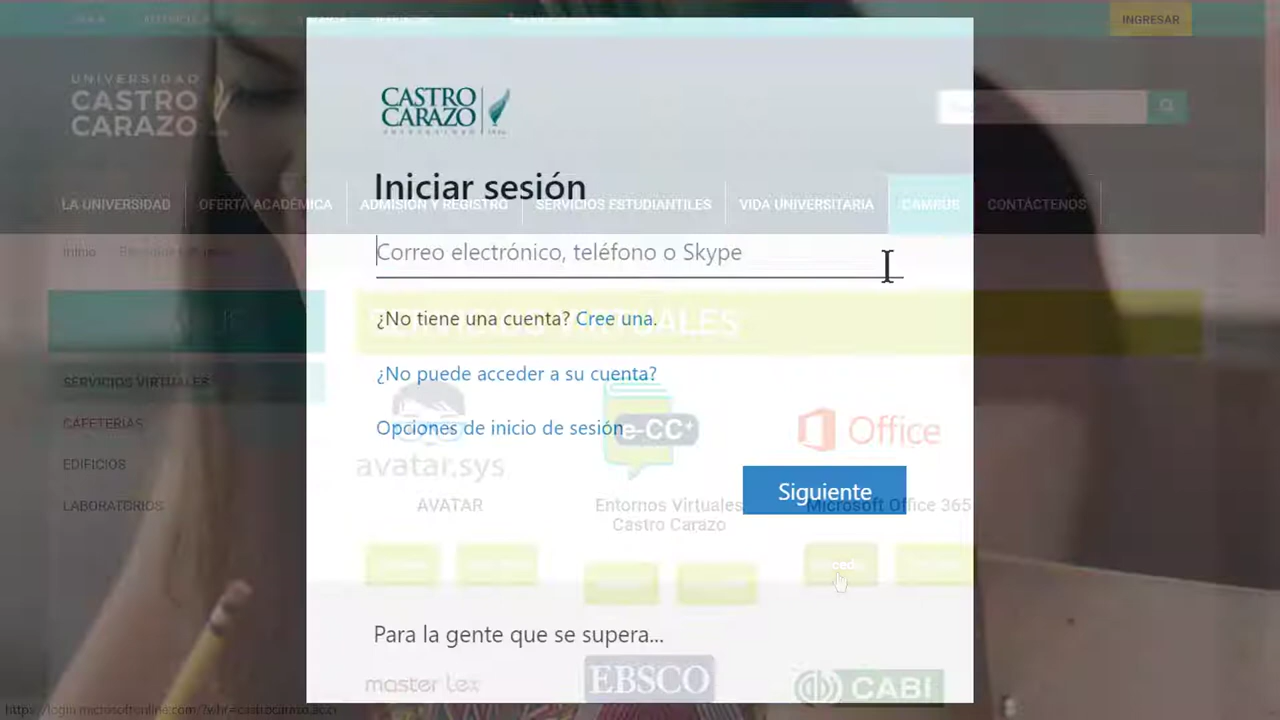 INGRESAR
UNIVERSIDAD
CASTRO
CARAZO
CASTRO
CARAZO
Iniciar sesión
LA UNIVERSIDAD
OFERTA ACADÉMICA
ADMISIÓN Y REGISTRO
SERVICIOS ESTUDIANTILES
VIDA UNIVERSITARIA
CAMPUS
CONTÁCTENOS
Inicio
Correo electrónico, teléfono o Skype
¿No tiene una cuenta? Cree una.
SERVICIOS VIRTUALES
¿No puede acceder a su cuenta?
CAFETERÍAS
Opciones de inicio de sesión
e-CC+
Office
EDIFICIOS
avatar.sys
Siguiente
LABORATORIOS
AVATAR
Entornos Virtuales
Castro Carazo
Microsoft Office 365
Para la gente que se supera...
master lex
EBSCO
CABI